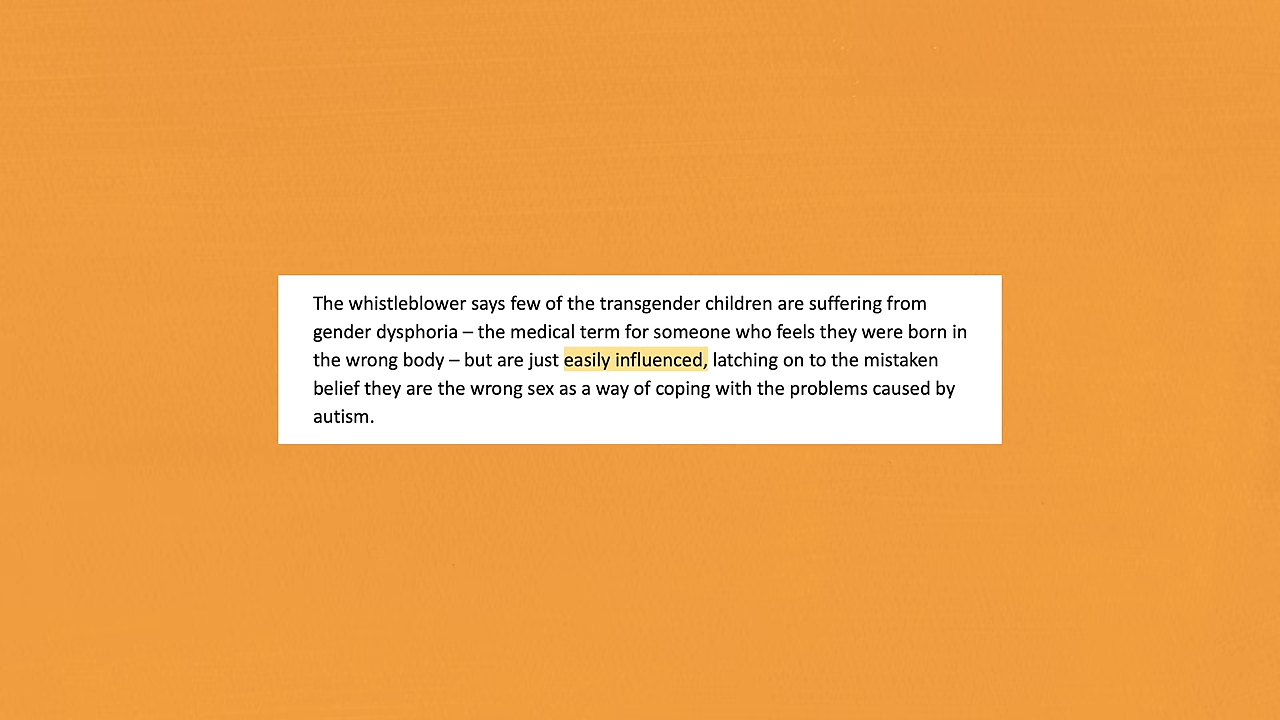 The whistleblower says few of the transgender children are suffering from
gender dysphoria – the medical term for someone who feels they were born in
the wrong body – but are just easily influenced, latching on to the mistaken
belief they are the wrong sex as a way of coping with the problems caused by
autism.